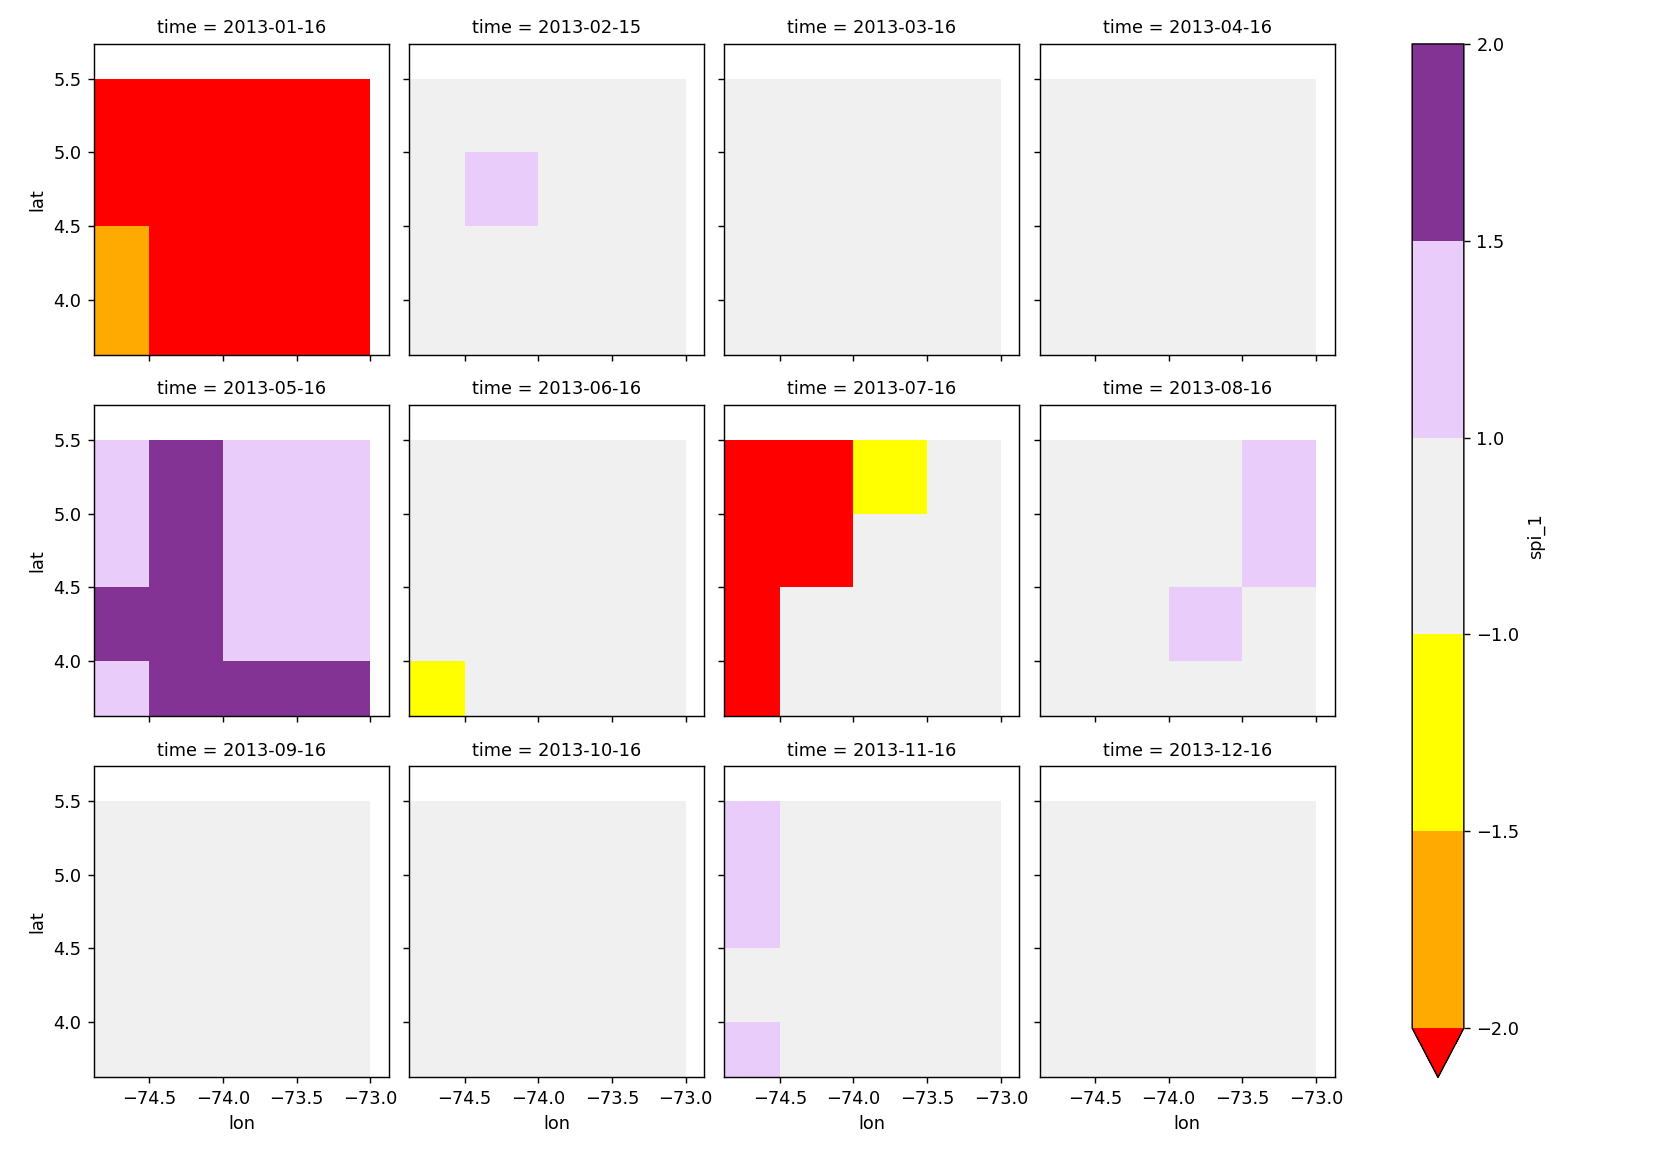 time = 2013-01-16
time = 2013-02-15
time = 2013-03-16
time = 2013-04-16
lat
5.5
5.0
4.5
4.0
time = 2013-05-16
time = 2013-06-16
time = 2013-07-16
time = 2013-08-16
lat
5.5
5.0
4.5
4.0
time = 2013-09-16
time = 2013-10-16
time = 2013-11-16
time = 2013-12-16
lat
5.5
5.0
4.5
4.0
−74.5 −74.0 −73.5 −73.0
lon
−74.5 −74.0 −73.5 −73.0
lon
−74.5 −74.0 −73.5 −73.0
lon
−74.5 −74.0 −73.5 −73.0
lon
2.0
1.5
1.0
−1.0
−1.5
−2.0
spi_1